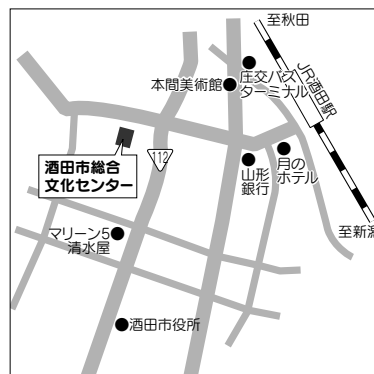 至秋田
JR酒田駅
庄交バス
ターミナル
本間美術館
酒田市総合
文化センター
112
山形
銀行
月の
ホテル
マリーン5
清水屋
至新潟
酒田市役所